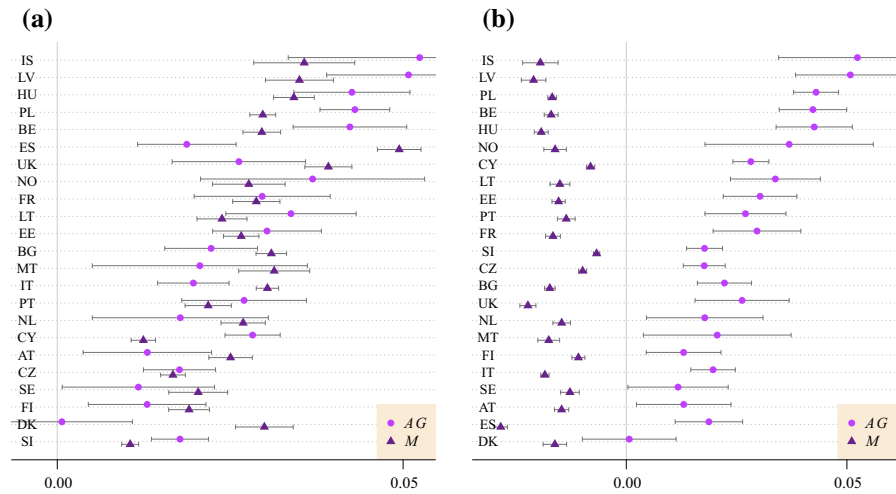 (a)
IS
LV
HU
PL
BE
ES
UK
NO
FR
LT
EE
BG
MT
IT
PT
NL
CY
AT
CZ
SE
FI
DK
SI
AG
M
0.00 0.05
(b)
IS
LV
PL
BE
HU
NO
CY
LT
EE
PT
FR
SI
CZ
BG
UK
NL
MT
FI
IT
SE
AT
ES
DK
AG
M
0.00 0.05